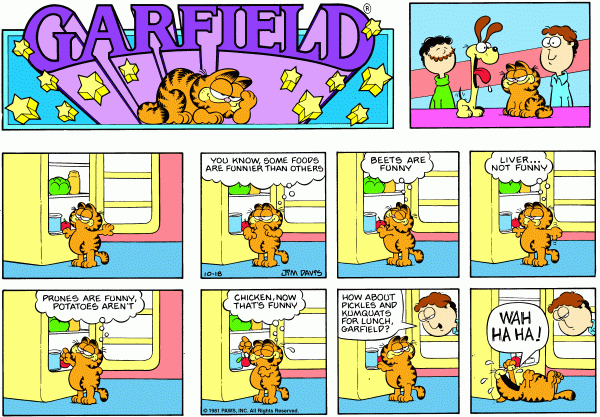 GARFIELD
®
YOU KNOW, SOME FOODS
ARE FUNNIER THAN OTHERS
10-18
JIM DAVIS
BEETS ARE
FUNNY
LIVER...
NOT FUNNY
PRUNES ARE FUNNY,
POTATOES AREN'T
CHICKEN, NOW
THAT'S FUNNY
© 1981 PAWS, INC. All Rights Reserved.
HOW ABOUT
PICKLES AND
KUMQUATS
FOR LUNCH,
GARFIELD?
WAH
HA HA!